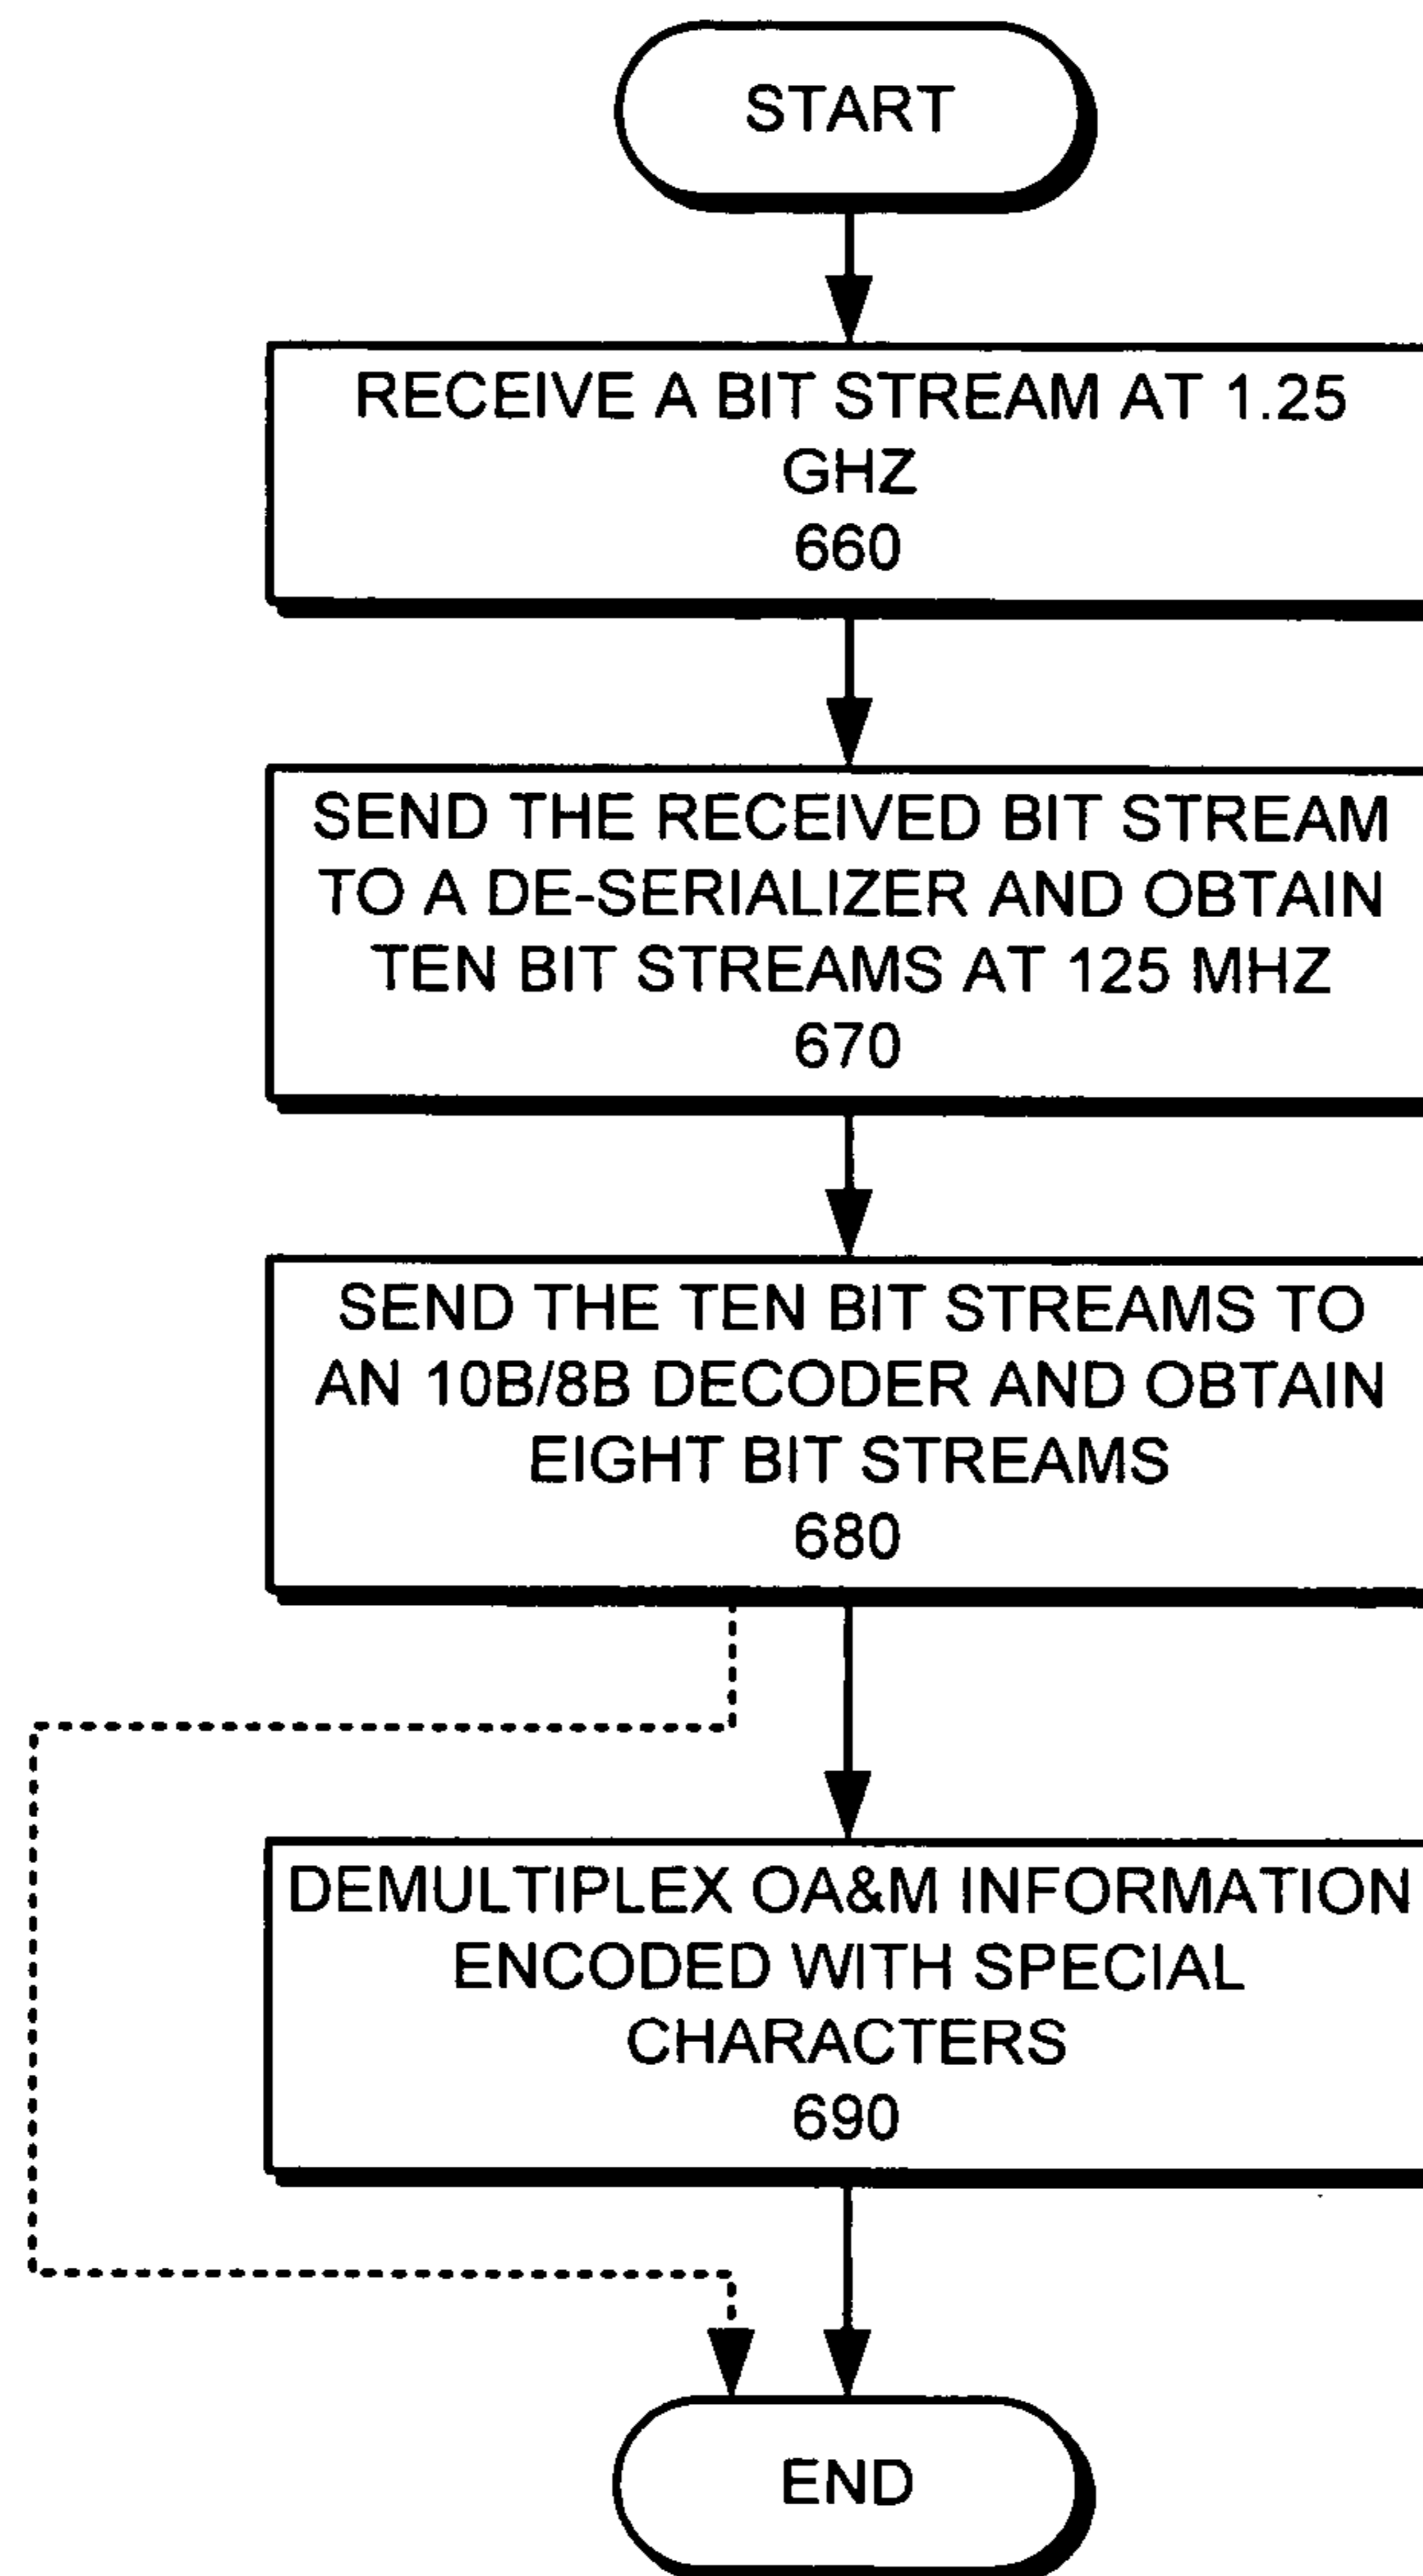 START
RECEIVE A BIT STREAM AT 1.25
GHZ
660
SEND THE RECEIVED BIT STREAM
TO A DE-SERIALIZER AND OBTAIN
TEN BIT STREAMS AT 125 MHZ
670
SEND THE TEN BIT STREAMS TO
AN 10B/8B DECODER AND OBTAIN
EIGHT BIT STREAMS
680
DEMULTIPLEX OA&M INFORMATION
ENCODED WITH SPECIAL
CHARACTERS
690
END